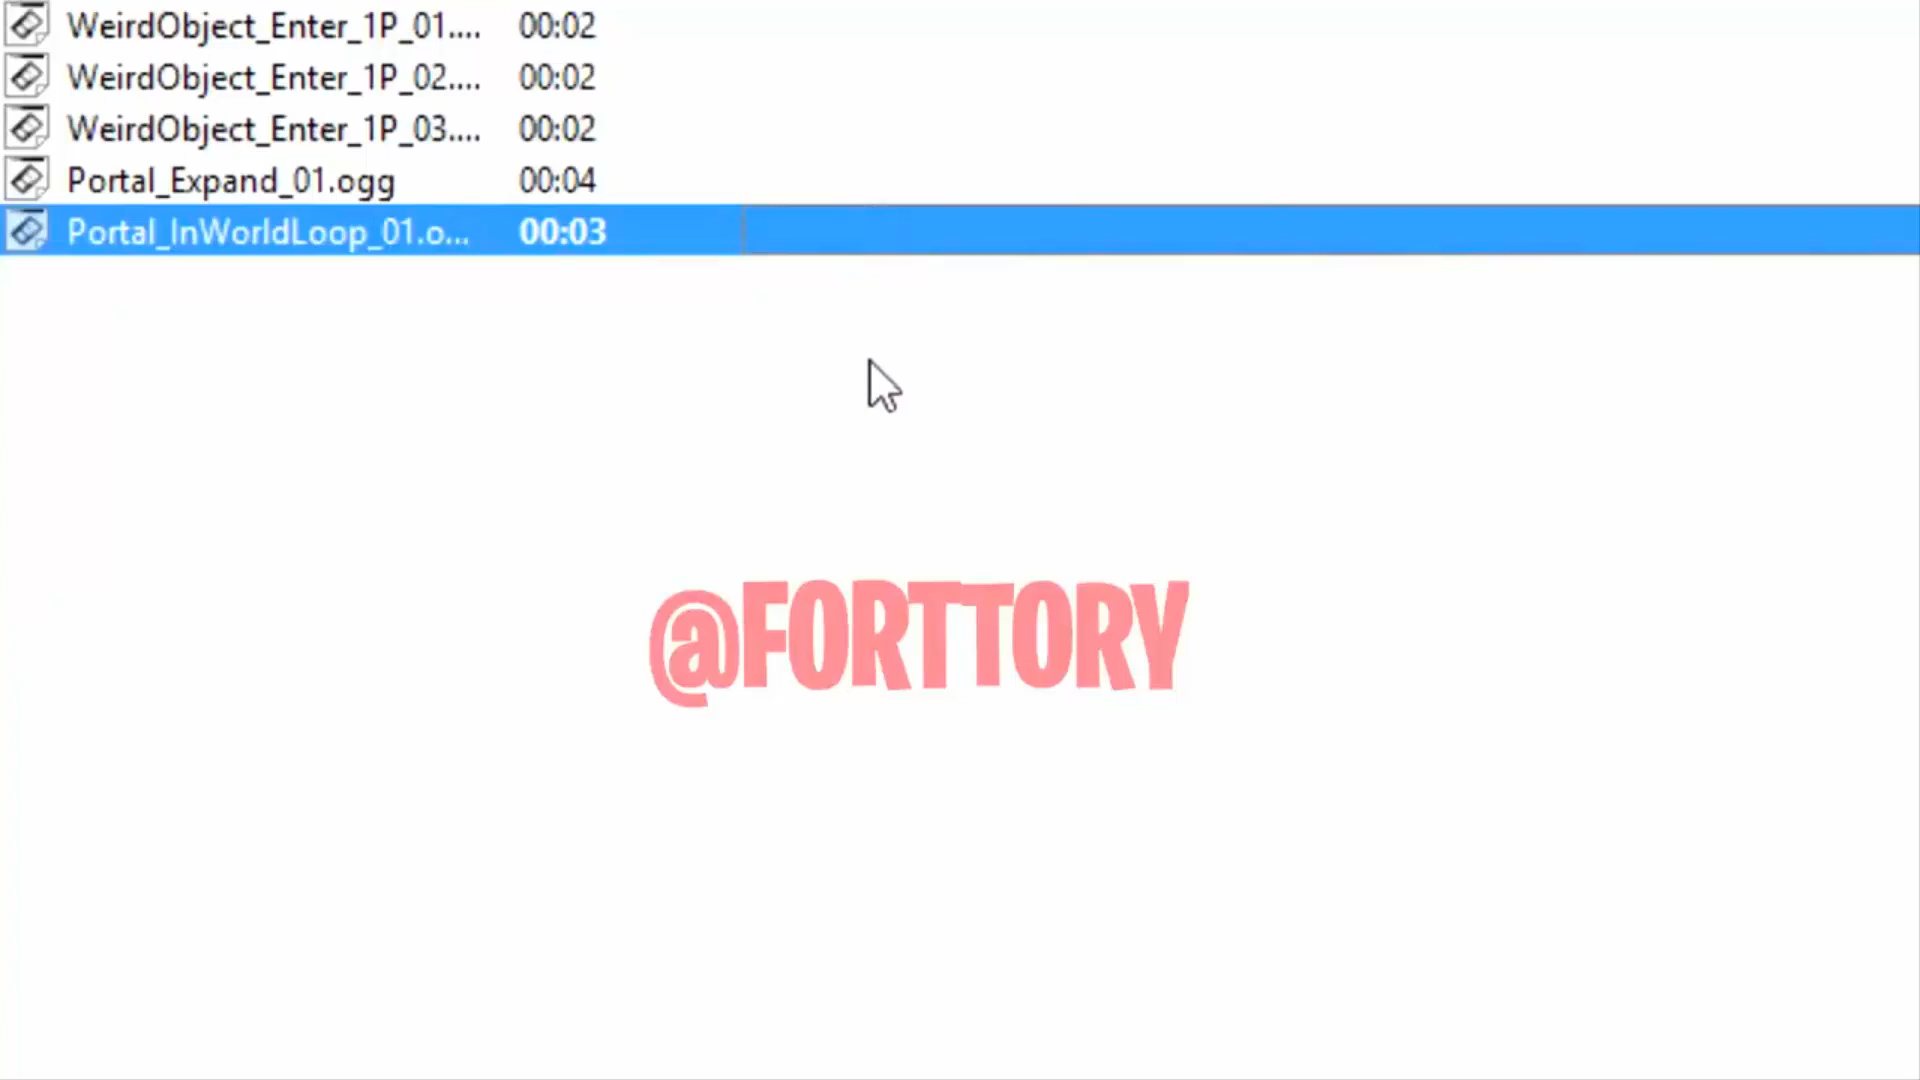 WeirdObject_Enter_1P_01.... 00:02
WeirdObject_Enter_1P_02.... 00:02
WeirdObject_Enter_1P_03.... 00:02
Portal_Expand_01.ogg 00:04
Portal_InWorldLoop_01.o... 00:03
@FORTTORY